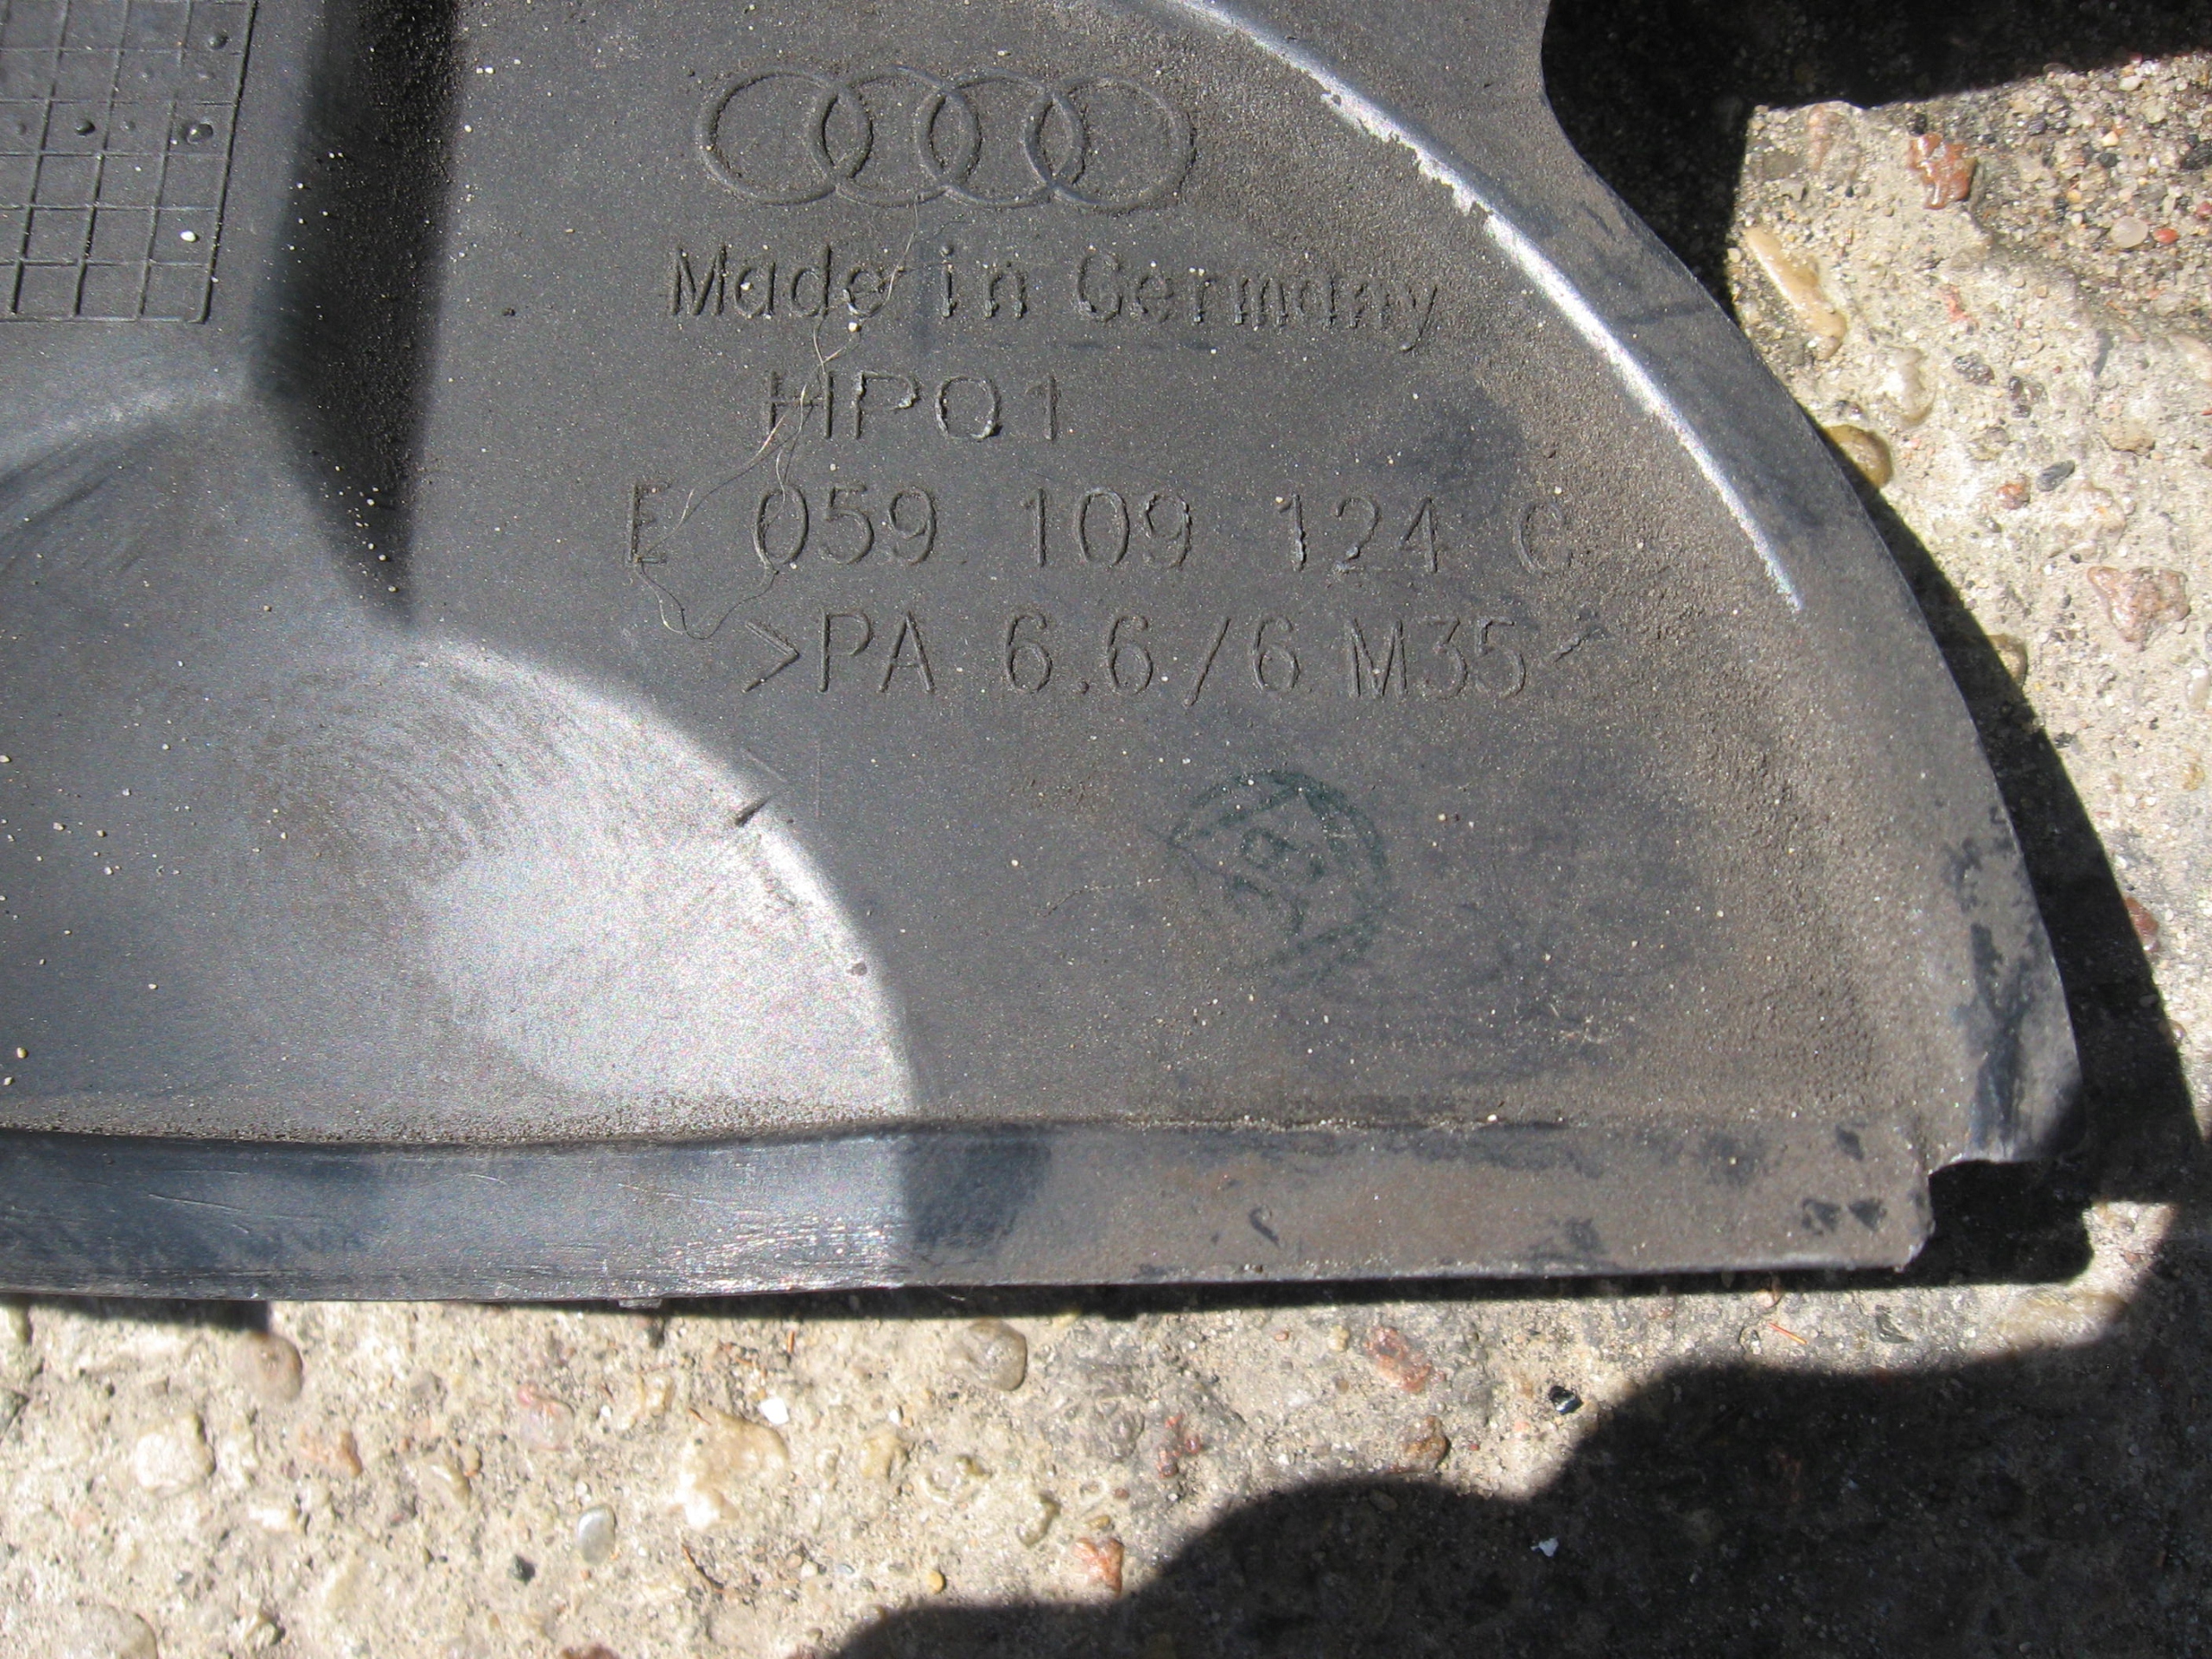 Made in Germany
HP01
E 059 109 124 C
>PA 6.6/6 M35<